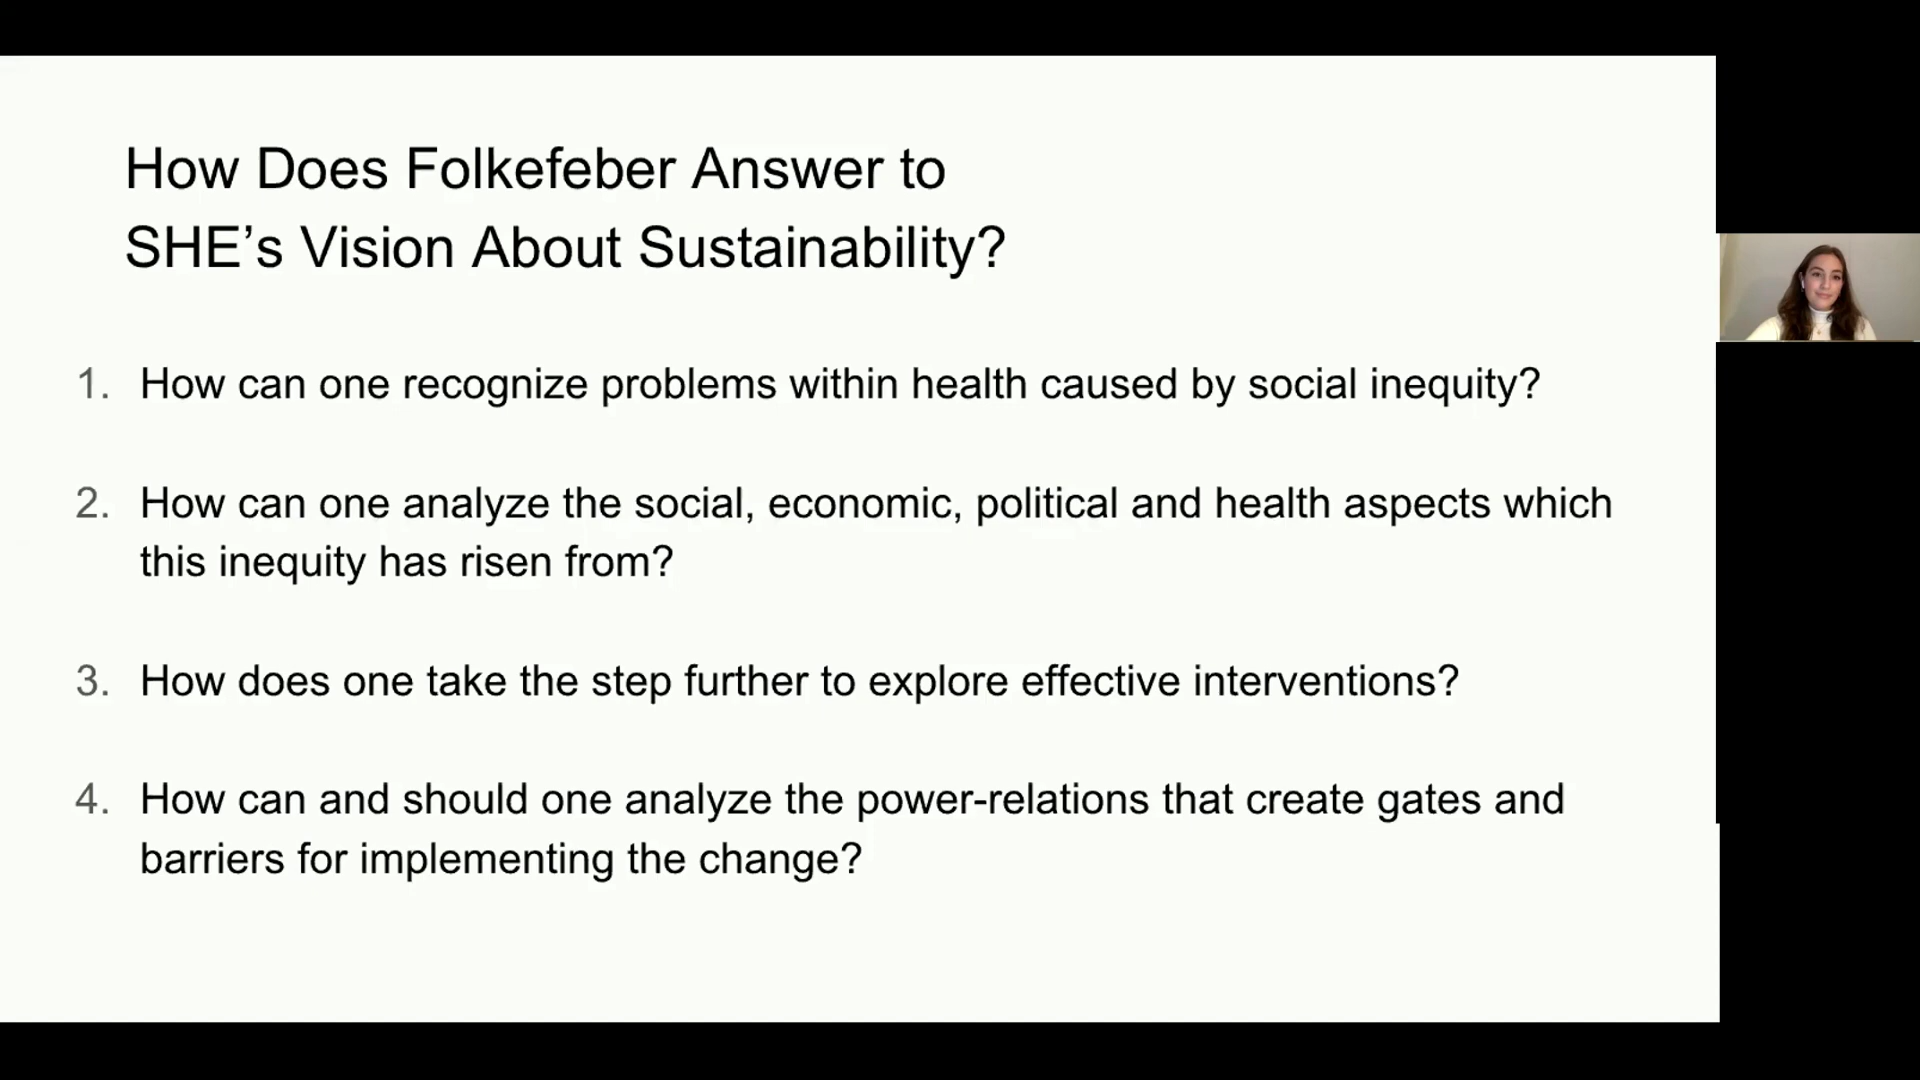 How Does Folkefeber Answer to
SHE’s Vision About Sustainability?
1. How can one recognize problems within health caused by social inequity?
2. How can one analyze the social, economic, political and health aspects which
this inequity has risen from?
3. How does one take the step further to explore effective interventions?
4. How can and should one analyze the power-relations that create gates and
barriers for implementing the change?